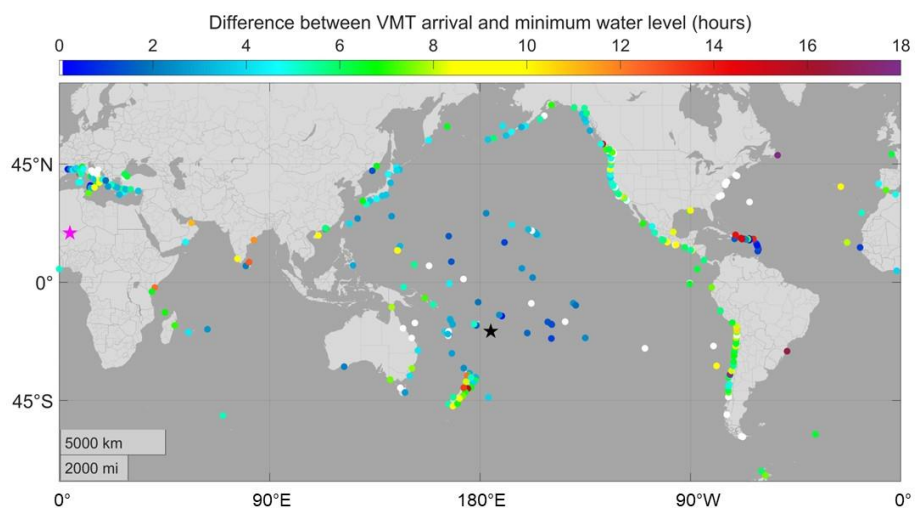 Difference between VMT arrival and minimum water level (hours)
0 2 4 6 8 10 12 14 16 18
45°N
0°
45°S
5000 km
2000 mi
0° 90°E 180°E 90°W 0°